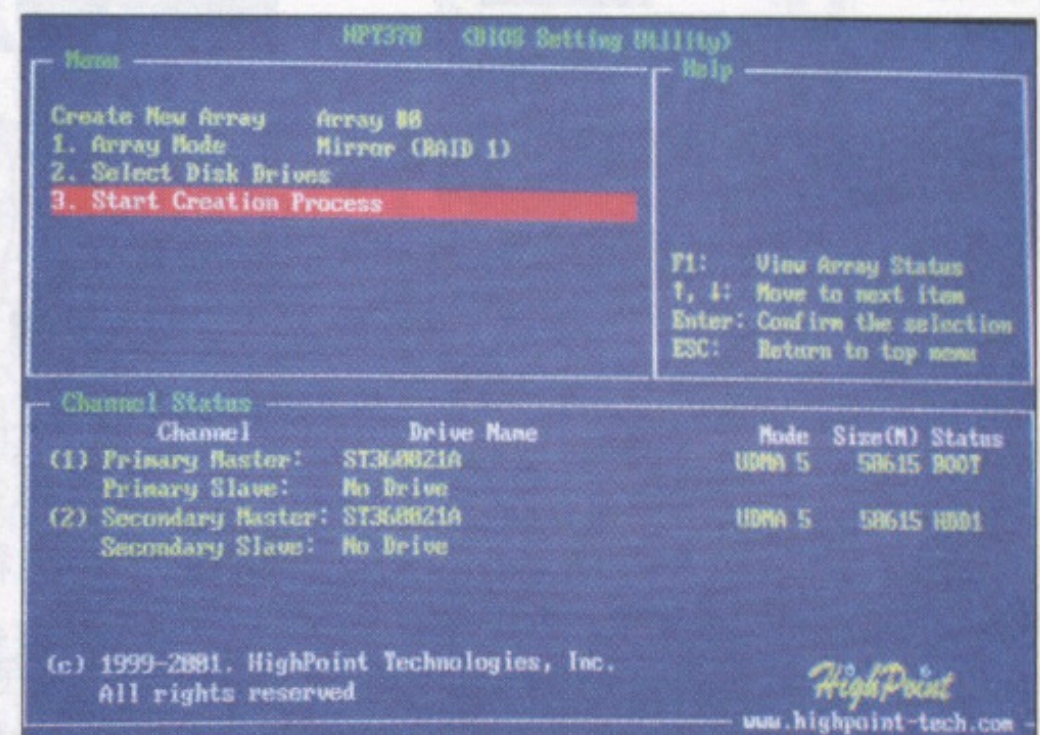 HPT370 <BIOS Setting Utility>
Menu
Create New Array Array #0
1. Array Mode Mirror (RAID 1)
2. Select Disk Drives
3. Start Creation Process
Help
F1: View Array Status
↑, ↓: Move to next item
Enter: Confirm the selection
ESC: Return to top menu
Channel Status
Channel Drive Name Mode Size(M) Status
(1) Primary Master: ST360021A UDMA 5 58615 BOOT
Primary Slave: No Drive
(2) Secondary Master: ST360021A UDMA 5 58615 HDD1
Secondary Slave: No Drive
(c) 1999-2001. HighPoint Technologies, Inc.
All rights reserved
HighPoint
www.highpoint-tech.com